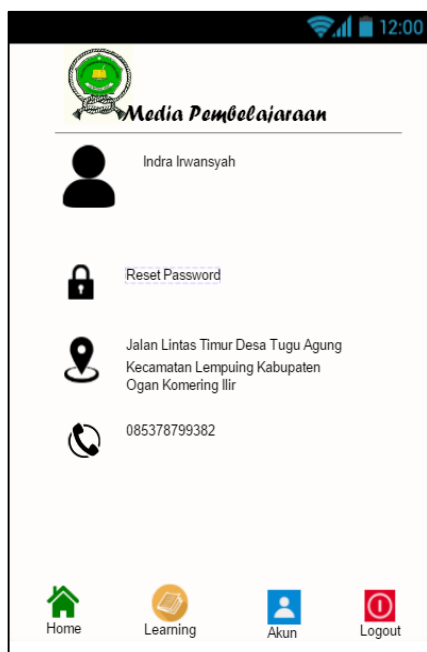 12:00
Media Pembelajaraan
Indra Irwansyah
Reset Password
Jalan Lintas Timur Desa Tugu Agung
Kecamatan Lempuing Kabupaten
Ogan Komering Ilir
085378799382
Home
Learning
Akun
Logout